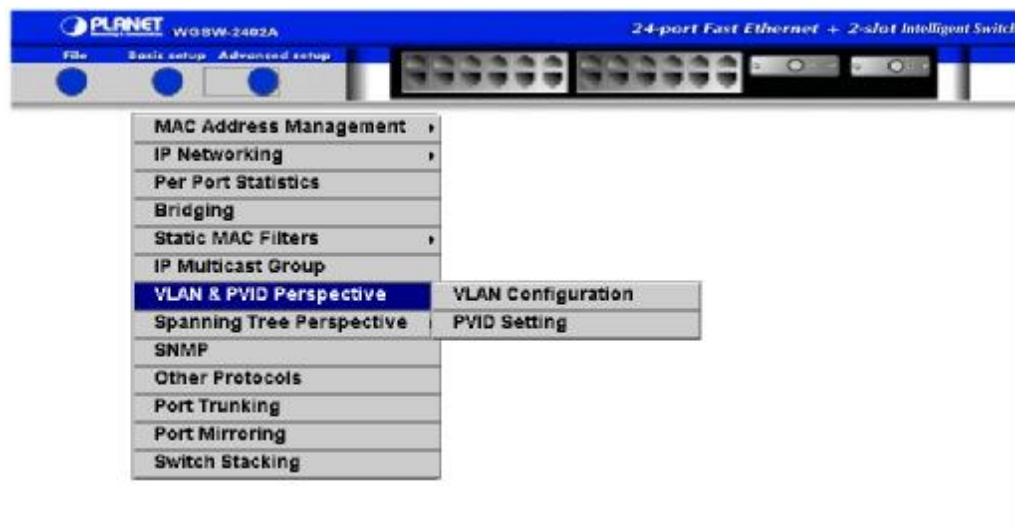 PLANET WGSW-2402A
24-port Fast Ethernet + 2-slot Intelligent Switch
File Basic setup Advanced setup
MAC Address Management
IP Networking
Per Port Statistics
Bridging
Static MAC Filters
IP Multicast Group
VLAN & PVID Perspective
VLAN Configuration
Spanning Tree Perspective
PVID Setting
SNMP
Other Protocols
Port Trunking
Port Mirroring
Switch Stacking